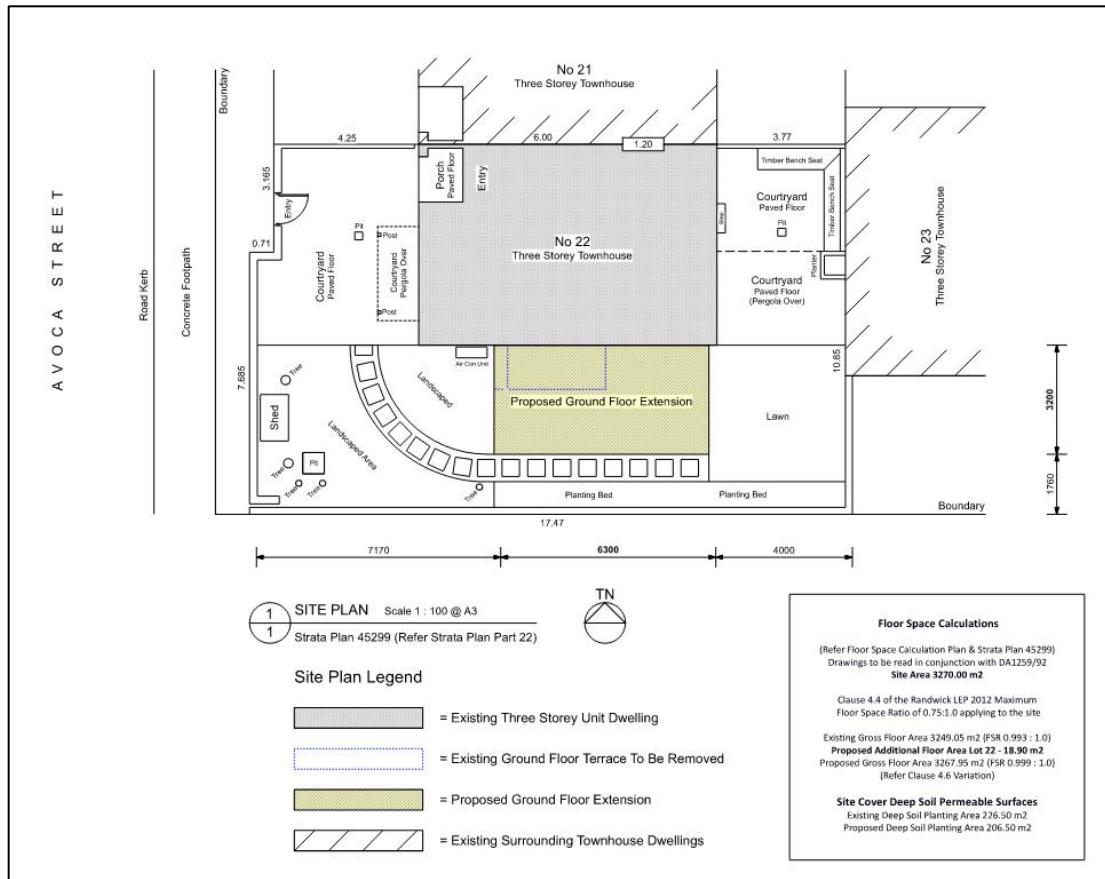 No 21
Three Storey Townhouse
Boundary
4.25
6.00
1.20
3.77
Porch
Paved Floor
Entry
Timber Bench Seat
Timber Bench Seat
Courtyard
Paved Floor
Pit
Step
3.165
Entry
AVOCA STREET
Road Kerb
Concrete Footpath
0.71
Pit
Post
Courtyard
Paved Floor
Courtyard
Pergola Over
Post
No 22
Three Storey Townhouse
Planter
Courtyard
Paved Floor
(Pergola Over)
No 23
Three Storey Townhouse
10.85
7.685
Tree
Shed
Landscaped
Air Con Unit
Proposed Ground Floor Extension
Lawn
3200
Landscaped Area
Tree
Pit
Tree
Tree
Tree
Planting Bed
Planting Bed
1760
Boundary
17.47
7170
6300
4000
1
1
SITE PLAN Scale 1 : 100 @ A3
Strata Plan 45299 (Refer Strata Plan Part 22)
TN
Site Plan Legend
= Existing Three Storey Unit Dwelling
= Existing Ground Floor Terrace To Be Removed
= Proposed Ground Floor Extension
= Existing Surrounding Townhouse Dwellings
Floor Space Calculations
(Refer Floor Space Calculation Plan & Strata Plan 45299)
Drawings to be read in conjunction with DA1259/92
Site Area 3270.00 m2
Clause 4.4 of the Randwick LEP 2012 Maximum
Floor Space Ratio of 0.75:1.0 applying to the site
Existing Gross Floor Area 3249.05 m2 (FSR 0.993 : 1.0)
Proposed Additional Floor Area Lot 22 - 18.90 m2
Proposed Gross Floor Area 3267.95 m2 (FSR 0.999 : 1.0)
(Refer Clause 4.6 Variation)
Site Cover Deep Soil Permeable Surfaces
Existing Deep Soil Planting Area 226.50 m2
Proposed Deep Soil Planting Area 206.50 m2